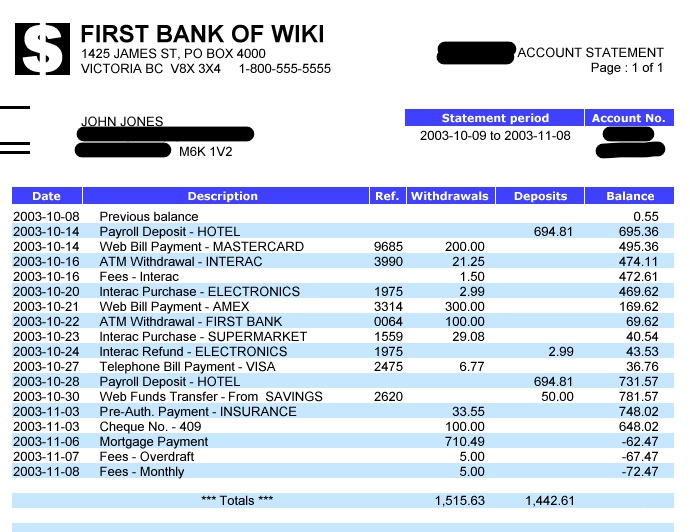 $ FIRST BANK OF WIKI
1425 JAMES ST, PO BOX 4000
VICTORIA BC V8X 3X4 1-800-555-5555
ACCOUNT STATEMENT
Page : 1 of 1
JOHN JONES
M6K 1V2
Statement period Account No.
2003-10-09 to 2003-11-08
Date Description Ref. Withdrawals Deposits Balance
2003-10-08 Previous balance 0.55
2003-10-14 Payroll Deposit - HOTEL 694.81 695.36
2003-10-14 Web Bill Payment - MASTERCARD 9685 200.00 495.36
2003-10-16 ATM Withdrawal - INTERAC 3990 21.25 474.11
2003-10-16 Fees - Interac 1.50 472.61
2003-10-20 Interac Purchase - ELECTRONICS 1975 2.99 469.62
2003-10-21 Web Bill Payment - AMEX 3314 300.00 169.62
2003-10-22 ATM Withdrawal - FIRST BANK 0064 100.00 69.62
2003-10-23 Interac Purchase - SUPERMARKET 1559 29.08 40.54
2003-10-24 Interac Refund - ELECTRONICS 1975 2.99 43.53
2003-10-27 Telephone Bill Payment - VISA 2475 6.77 36.76
2003-10-28 Payroll Deposit - HOTEL 694.81 731.57
2003-10-30 Web Funds Transfer - From SAVINGS 2620 50.00 781.57
2003-11-03 Pre-Auth. Payment - INSURANCE 33.55 748.02
2003-11-03 Cheque No. - 409 100.00 648.02
2003-11-06 Mortgage Payment 710.49 -62.47
2003-11-07 Fees - Overdraft 5.00 -67.47
2003-11-08 Fees - Monthly 5.00 -72.47
*** Totals *** 1,515.63 1,442.61